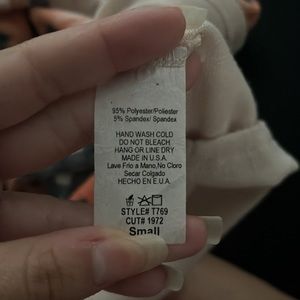 95% Polyester/Poliester
5% Spandex/ Spandex
HAND WASH COLD
DO NOT BLEACH
HANG OR LINE DRY
MADE IN U.S.A.
Lave Frio a Mano,No Cloro
Secar Colgado
HECHO EN E.U.A.
STYLE# T769
CUT# 1972
Small